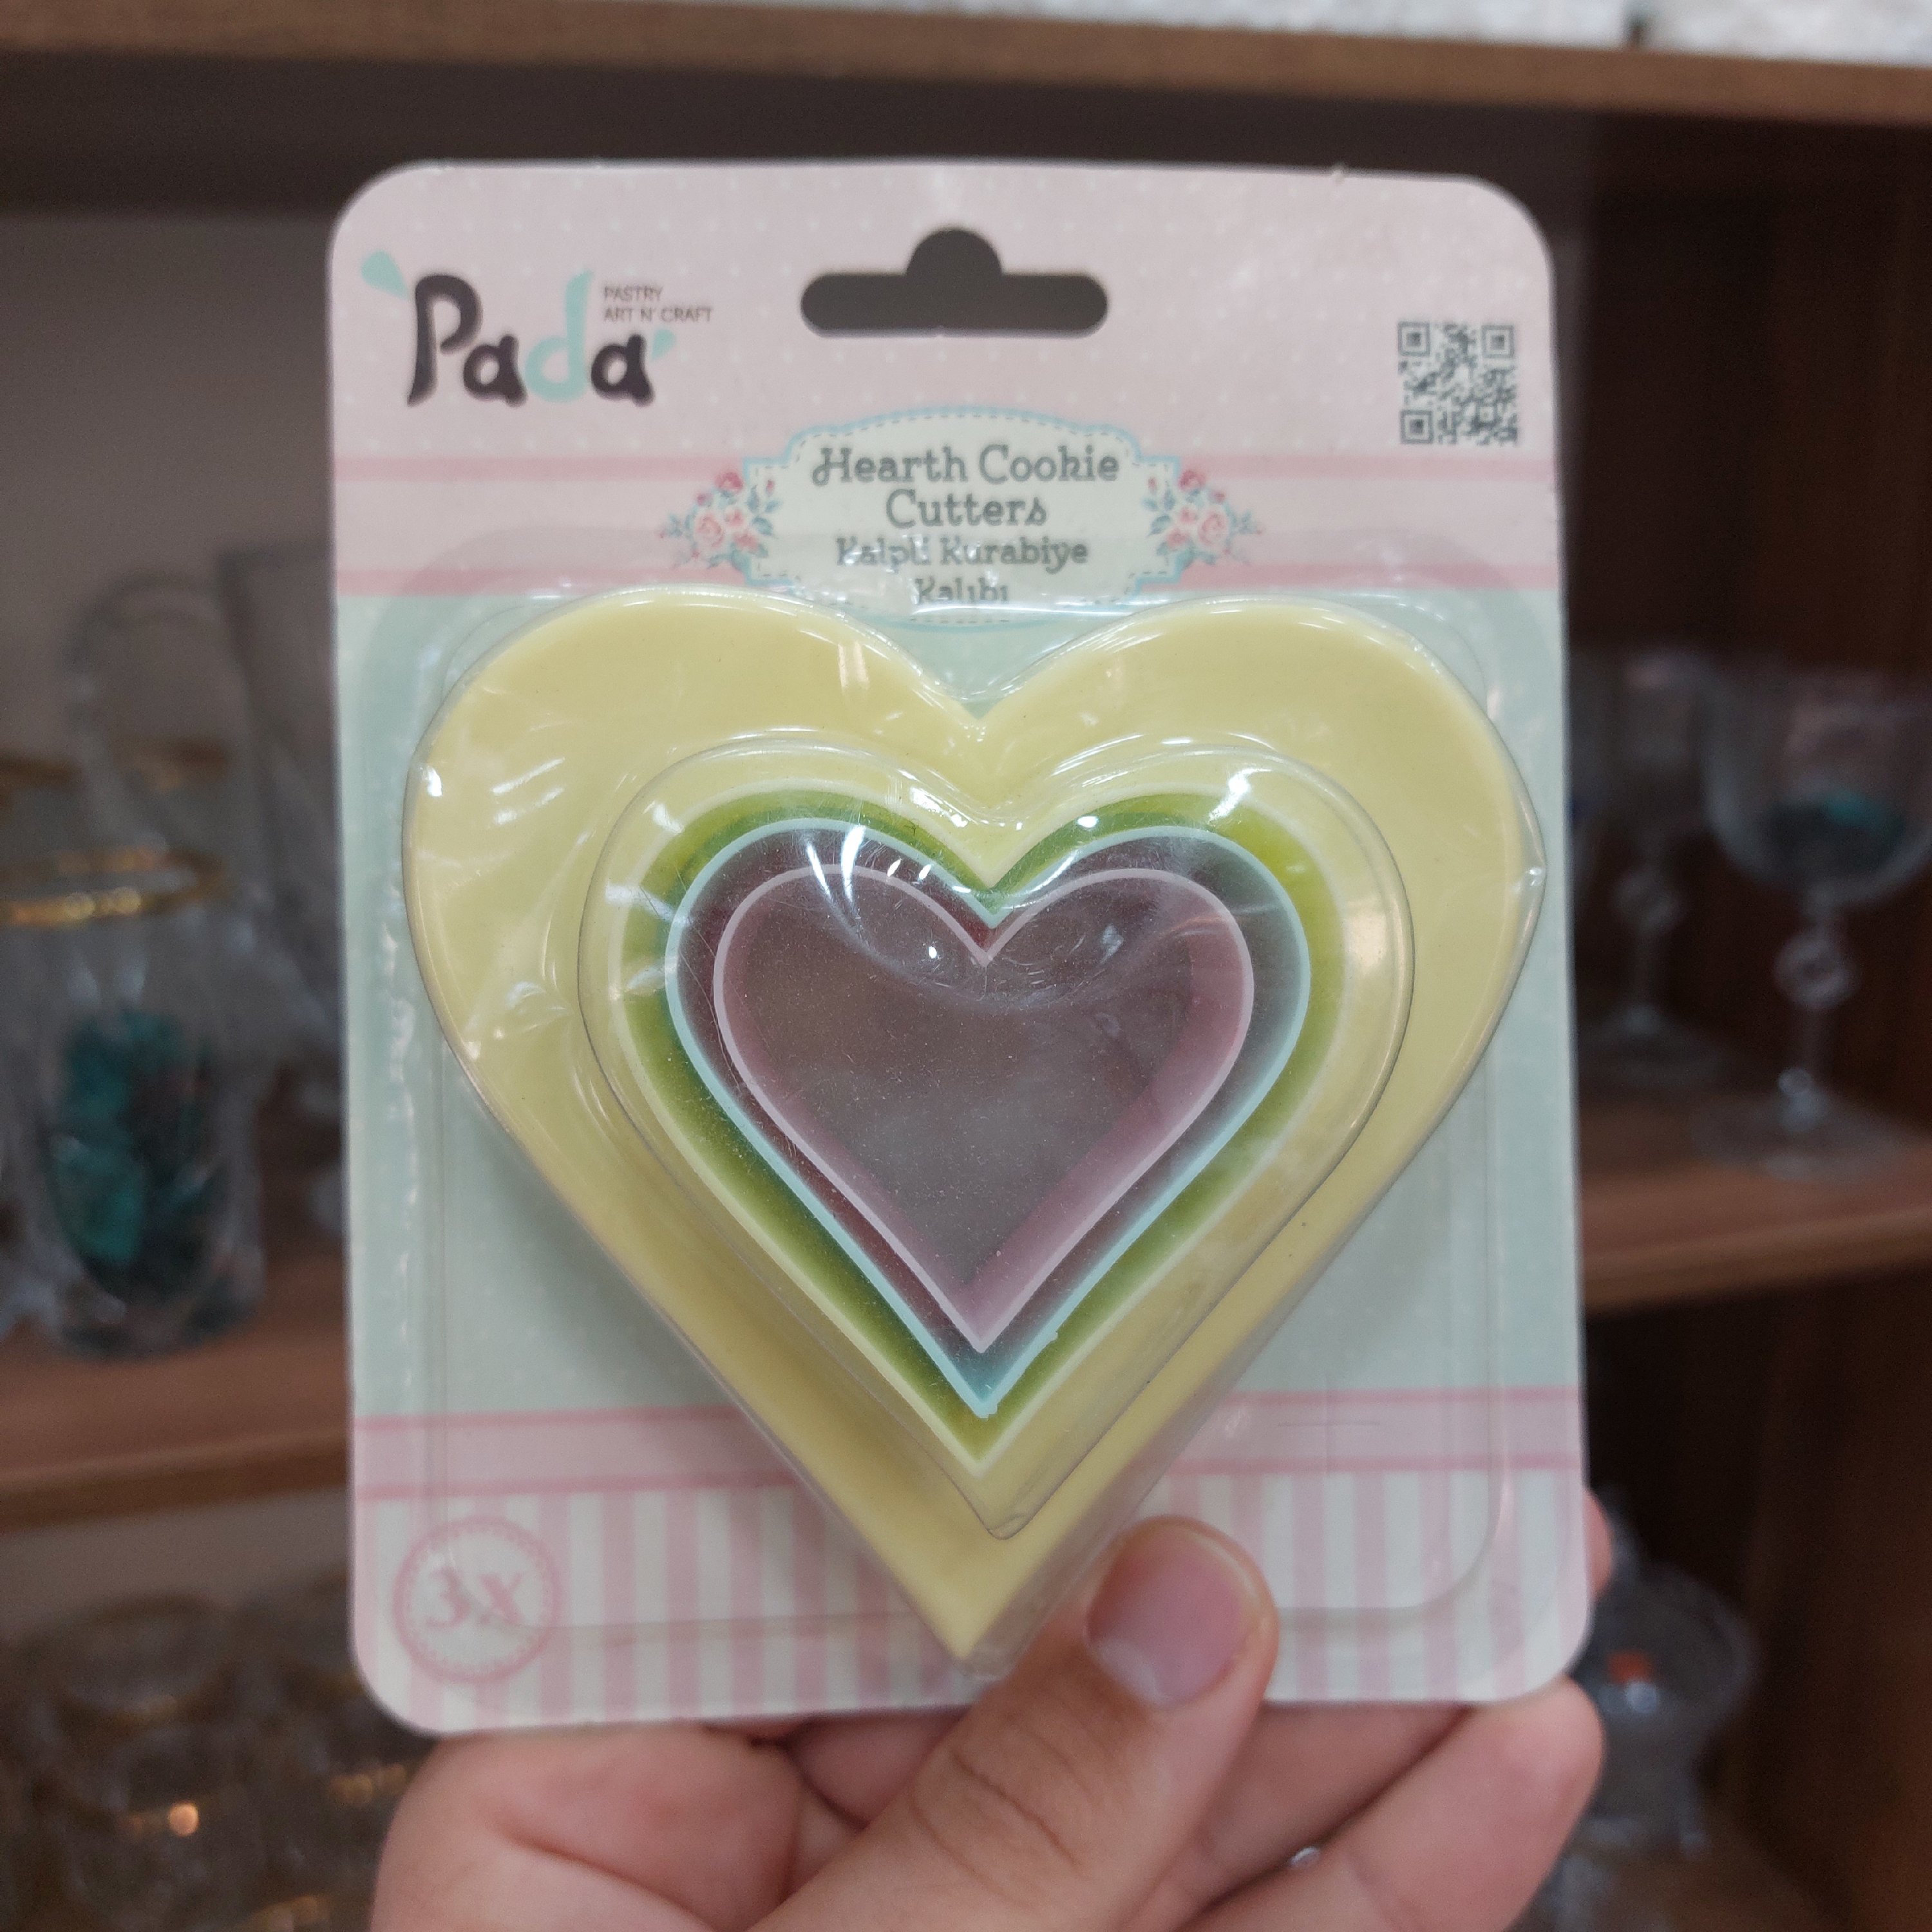 Pada
PASTRY
ART N' CRAFT
Hearth Cookie
Cutters
Kalpli Kurabiye
Kalıbı
3X